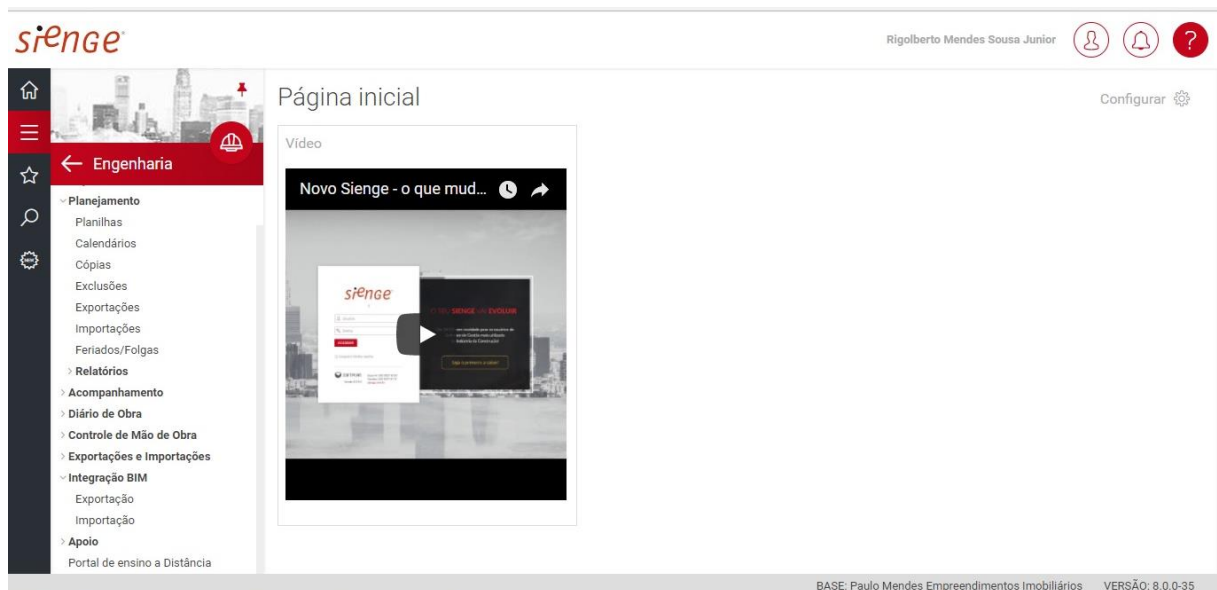 sienge
Rigolberto Mendes Sousa Junior
?
Engenharia
Planejamento
Planilhas
Calendários
Cópias
Exclusões
Exportações
Importações
Feriados/Folgas
Relatórios
Acompanhamento
Diário de Obra
Controle de Mão de Obra
Exportações e Importações
Integração BIM
Exportação
Importação
Apoio
Portal de ensino a Distância
Página inicial
Configurar
Vídeo
Novo Sienge - o que mud...
sienge
BASE: Paulo Mendes Empreendimentos Imobiliários VERSÃO: 8.0.0-35